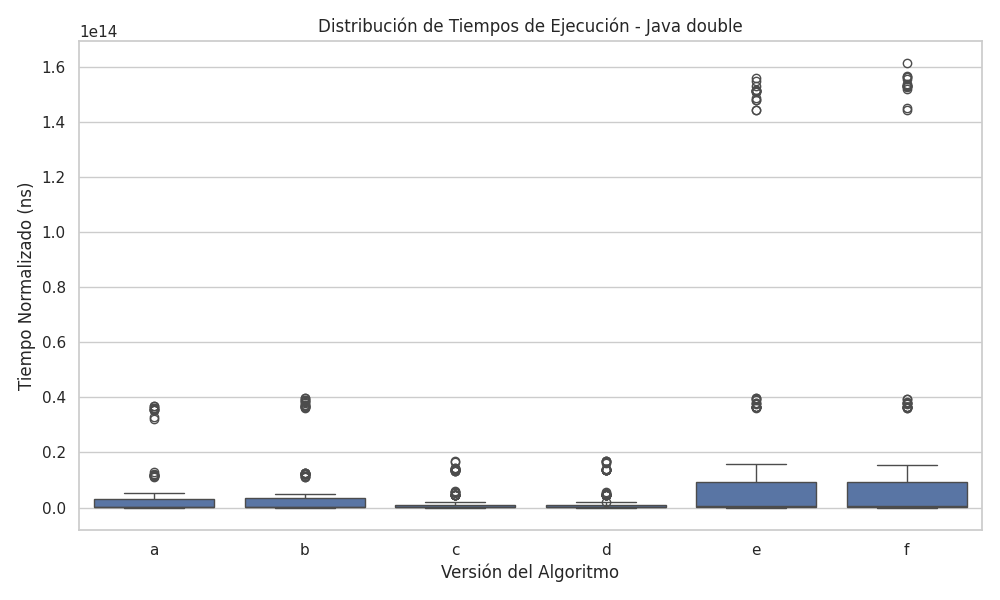 Distribución de Tiempos de Ejecución - Java double
1e14
1.6
1.4
1.2
1.0
0.8
0.6
0.4
0.2
0.0
Tiempo Normalizado (ns)
a b c d e f
Versión del Algoritmo